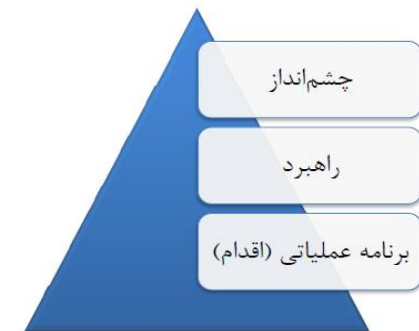 چشم‌انداز
راهبرد
برنامه عملیاتی (اقدام)